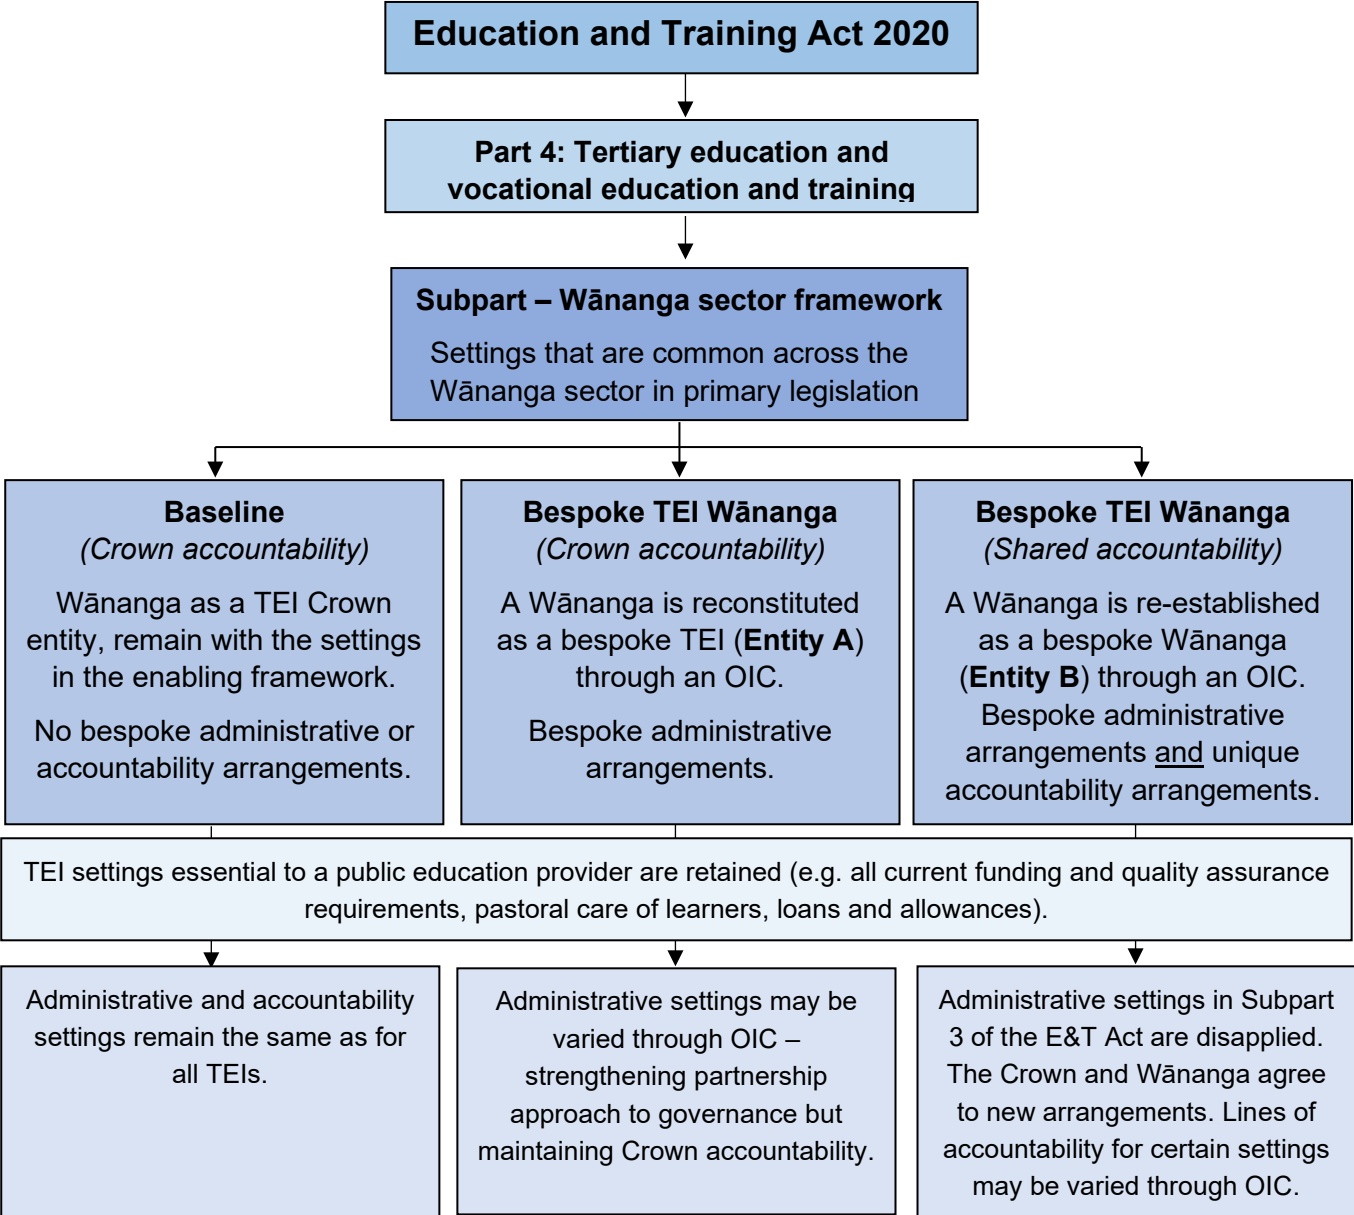 Education and Training Act 2020
Part 4: Tertiary education and
vocational education and training
Subpart – Wānanga sector framework
Settings that are common across the
Wānanga sector in primary legislation
Baseline
(Crown accountability)
Wānanga as a TEI Crown
entity, remain with the settings
in the enabling framework.
No bespoke administrative or
accountability arrangements.
Bespoke TEI Wānanga
(Crown accountability)
A Wānanga is reconstituted
as a bespoke TEI (Entity A)
through an OIC.
Bespoke administrative
arrangements.
Bespoke TEI Wānanga
(Shared accountability)
A Wānanga is re-established
as a bespoke Wānanga
(Entity B) through an OIC.
Bespoke administrative
arrangements and unique
accountability arrangements.
TEI settings essential to a public education provider are retained (e.g. all current funding and quality assurance
requirements, pastoral care of learners, loans and allowances).
Administrative and accountability
settings remain the same as for
all TEIs.
Administrative settings may be
varied through OIC –
strengthening partnership
approach to governance but
maintaining Crown accountability.
Administrative settings in Subpart
3 of the E&T Act are disapplied.
The Crown and Wānanga agree
to new arrangements. Lines of
accountability for certain settings
may be varied through OIC.